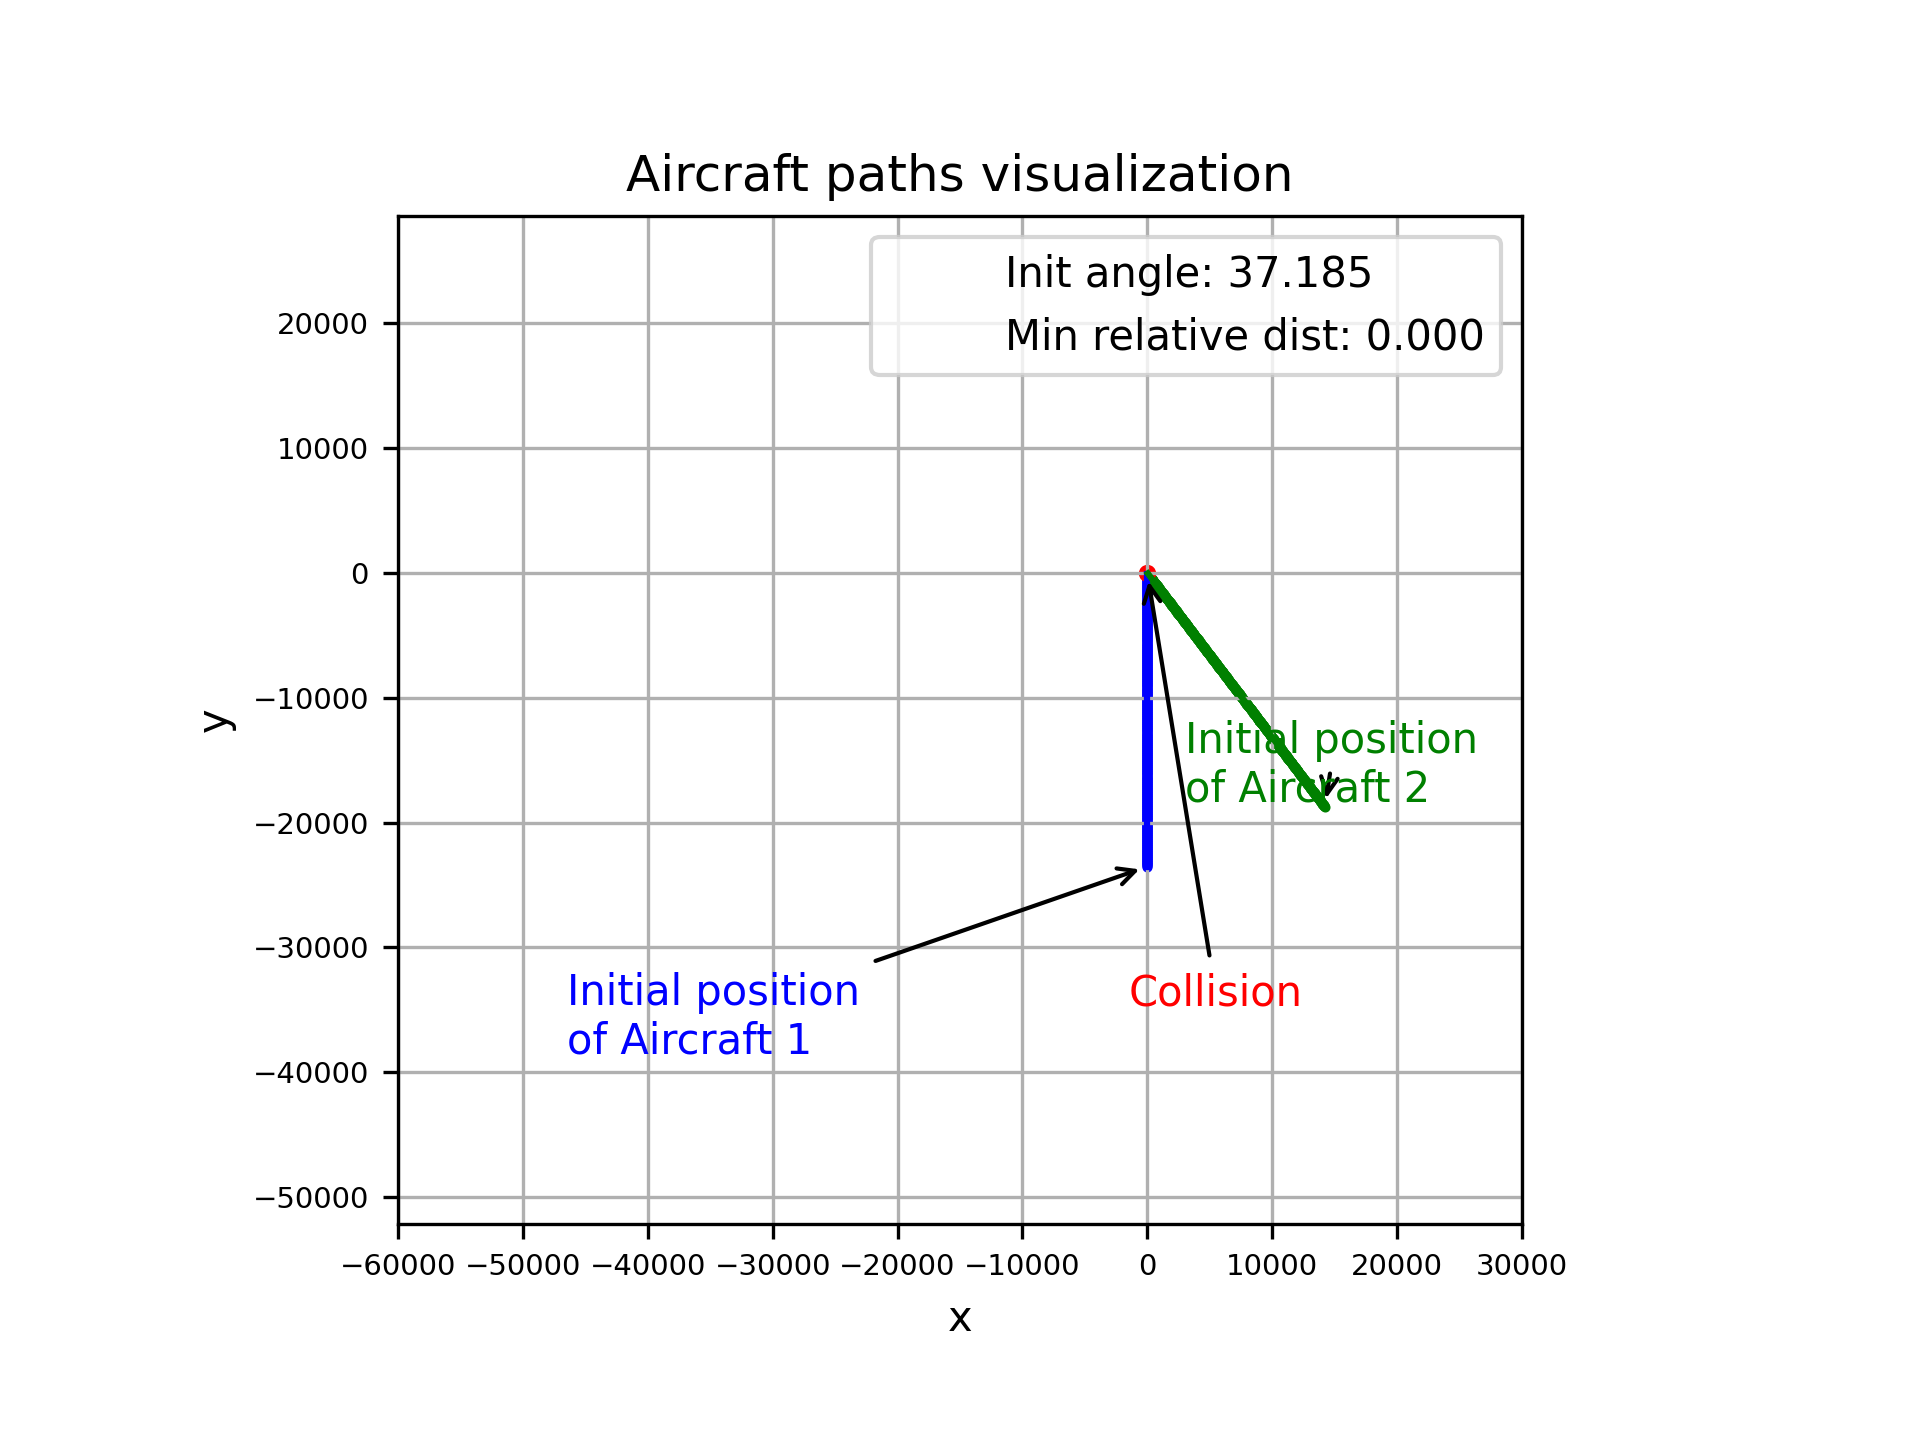 Aircraft paths visualization
Init angle: 37.185
Min relative dist: 0.000
20000
10000
0
−10000
−20000
−30000
−40000
−50000
y
Initial position
of Aircraft 2
Initial position
of Aircraft 1
Collision
−60000 −50000 −40000 −30000 −20000 −10000 0 10000 20000 30000
x